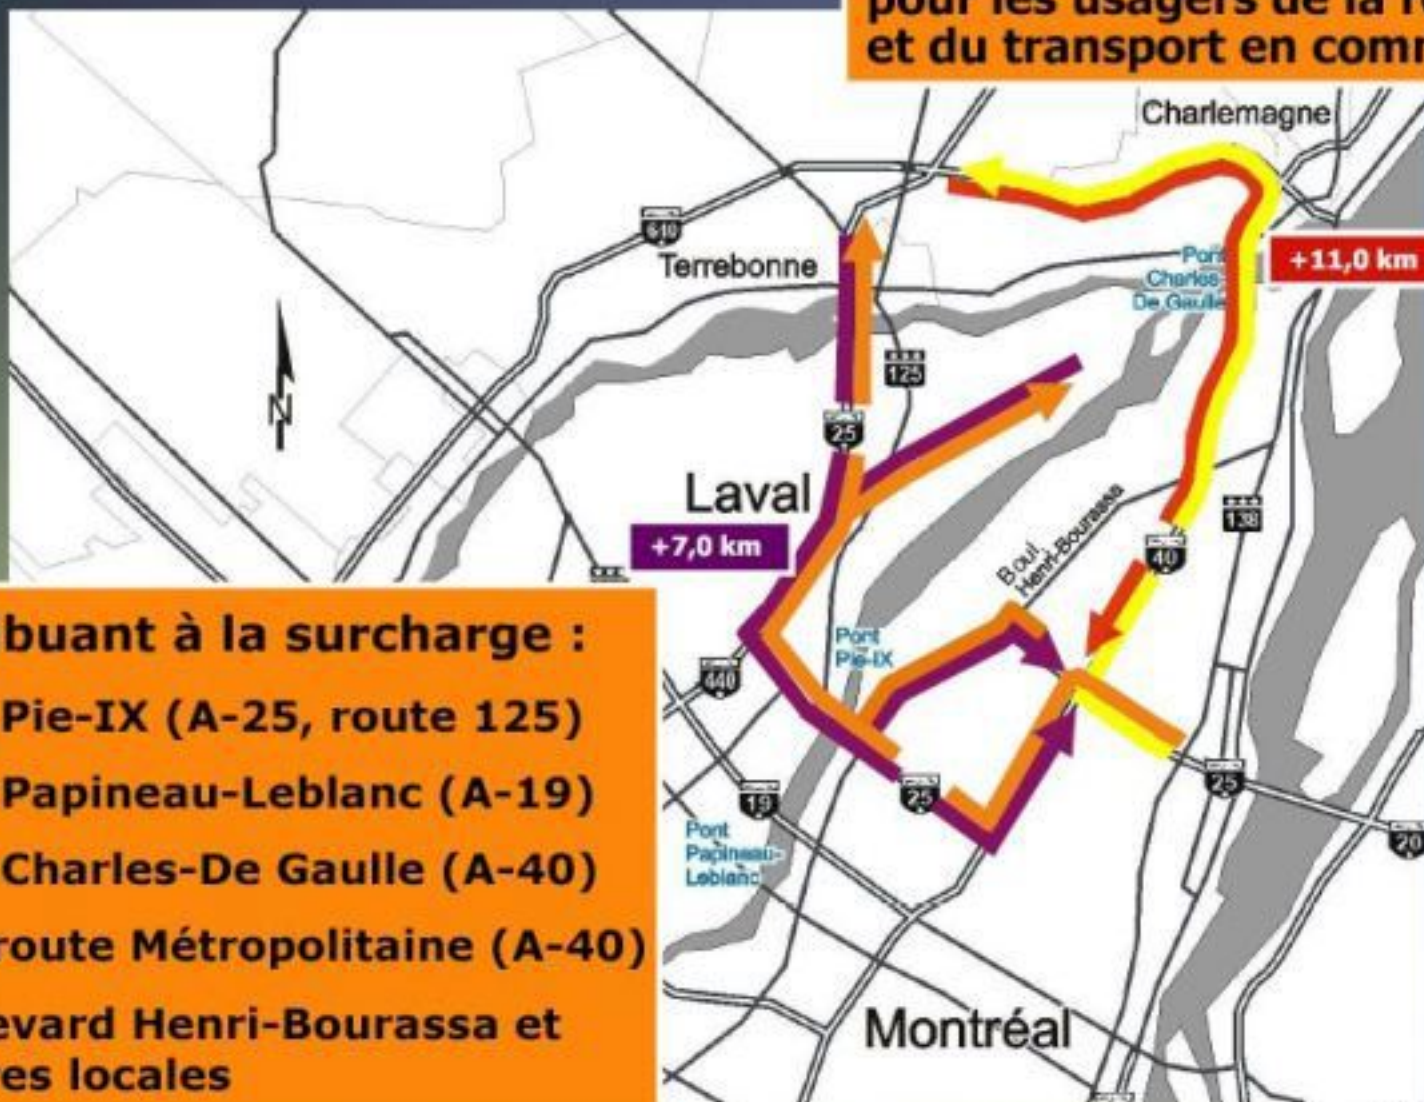 pour les usagers de la
et du transport en com
Charlemagne
640
Terrebonne
Pont
Charles-
De Gaulle
+11,0 km
125
N
25
Laval
138
Boul
Henri-Bourassa
+7,0 km
40
Pont
Pie-IX
440
buant à la surcharge :
Pie-IX (A-25, route 125)
Papineau-Leblanc (A-19)
Charles-De Gaulle (A-40)
route Métropolitaine (A-40)
evard Henri-Bourassa et
es locales
25
19
25
20
Pont
Papineau-
Leblanc
Montréal